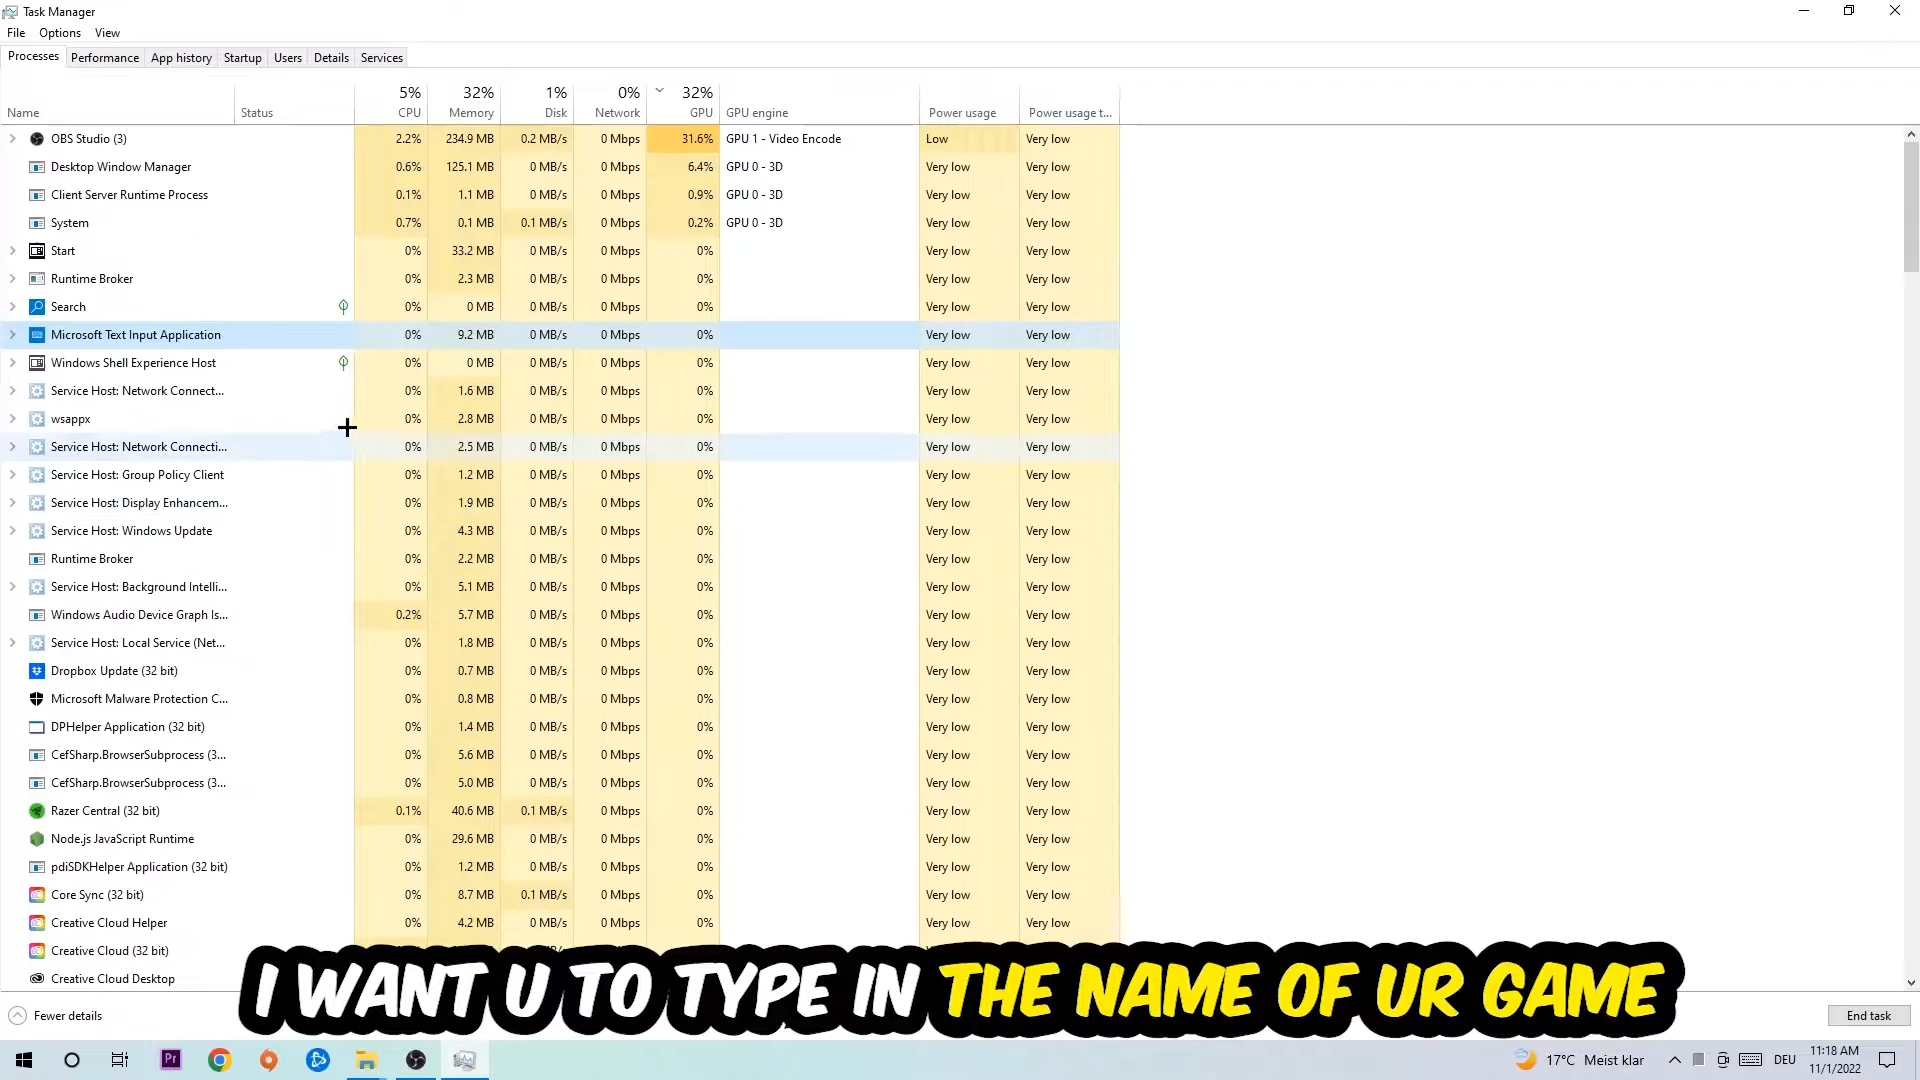 Task Manager
File Options View
Processes Performance App history Startup Users Details Services
5% 32% 1% 0% 32%
Name Status CPU Memory Disk Network GPU GPU engine Power usage Power usage t...
OBS Studio (3) 2.2% 234.9 MB 0.2 MB/s 0 Mbps 31.6% GPU 1 - Video Encode Low Very low
Desktop Window Manager 0.6% 125.1 MB 0 MB/s 0 Mbps 6.4% GPU 0 - 3D Very low Very low
Client Server Runtime Process 0.1% 1.1 MB 0 MB/s 0 Mbps 0.9% GPU 0 - 3D Very low Very low
System 0.7% 0.1 MB 0.1 MB/s 0 Mbps 0.2% GPU 0 - 3D Very low Very low
Start 0% 33.2 MB 0 MB/s 0 Mbps 0% Very low Very low
Runtime Broker 0% 2.3 MB 0 MB/s 0 Mbps 0% Very low Very low
Search 0% 0 MB 0 MB/s 0 Mbps 0% Very low Very low
Microsoft Text Input Application 0% 9.2 MB 0 MB/s 0 Mbps 0% Very low Very low
Windows Shell Experience Host 0% 0 MB 0 MB/s 0 Mbps 0% Very low Very low
Service Host: Network Connect... 0% 1.6 MB 0 MB/s 0 Mbps 0% Very low Very low
wsappx 0% 2.8 MB 0 MB/s 0 Mbps 0% Very low Very low
Service Host: Network Connecti... 0% 2.5 MB 0 MB/s 0 Mbps 0% Very low Very low
Service Host: Group Policy Client 0% 1.2 MB 0 MB/s 0 Mbps 0% Very low Very low
Service Host: Display Enhancem... 0% 1.9 MB 0 MB/s 0 Mbps 0% Very low Very low
Service Host: Windows Update 0% 4.3 MB 0 MB/s 0 Mbps 0% Very low Very low
Runtime Broker 0% 2.2 MB 0 MB/s 0 Mbps 0% Very low Very low
Service Host: Background Intelli... 0% 5.1 MB 0 MB/s 0 Mbps 0% Very low Very low
Windows Audio Device Graph Is... 0.2% 5.7 MB 0 MB/s 0 Mbps 0% Very low Very low
Service Host: Local Service (Net... 0% 1.8 MB 0 MB/s 0 Mbps 0% Very low Very low
Dropbox Update (32 bit) 0% 0.7 MB 0 MB/s 0 Mbps 0% Very low Very low
Microsoft Malware Protection C... 0% 0.8 MB 0 MB/s 0 Mbps 0% Very low Very low
DPHelper Application (32 bit) 0% 1.4 MB 0 MB/s 0 Mbps 0% Very low Very low
CefSharp.BrowserSubprocess (3... 0% 5.6 MB 0 MB/s 0 Mbps 0% Very low Very low
CefSharp.BrowserSubprocess (3... 0% 5.0 MB 0 MB/s 0 Mbps 0% Very low Very low
Razer Central (32 bit) 0.1% 40.6 MB 0.1 MB/s 0 Mbps 0% Very low Very low
Node.js JavaScript Runtime 0% 29.6 MB 0 MB/s 0 Mbps 0% Very low Very low
pdiSDKHelper Application (32 bit) 0% 1.2 MB 0 MB/s 0 Mbps 0% Very low Very low
Core Sync (32 bit) 0% 8.7 MB 0.1 MB/s 0 Mbps 0% Very low Very low
Creative Cloud Helper 0% 4.2 MB 0 MB/s 0 Mbps 0% Very low Very low
Creative Cloud (32 bit)
Creative Cloud Desktop
I WANT U TO TYPE IN THE NAME OF UR GAME
Fewer details End task
Pr 17°C Meist klar DEU 11:18 AM
11/1/2022